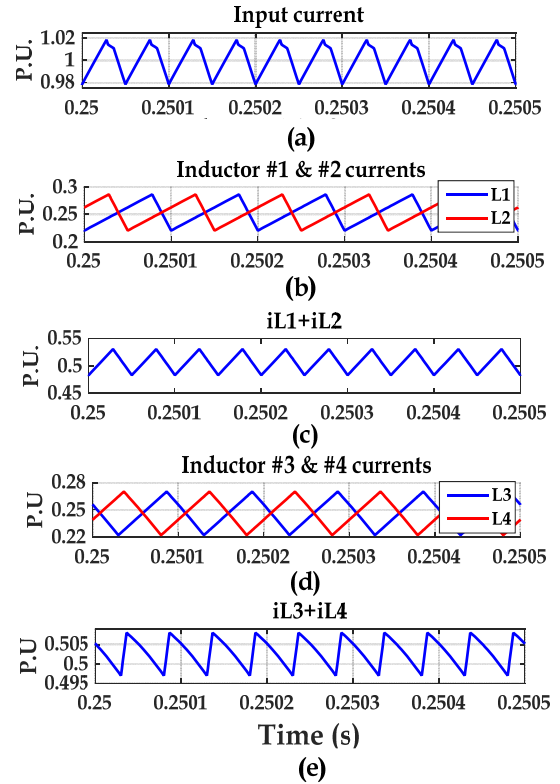 Input current
P.U.
1.02
1
0.98
0.25 0.2501 0.2502 0.2503 0.2504 0.2505
(a)
Inductor #1 & #2 currents
P.U.
0.3
0.25
0.2
L1
L2
0.25 0.2501 0.2502 0.2503 0.2504 0.2505
(b)
iL1+iL2
P.U.
0.55
0.5
0.45
0.25 0.2501 0.2502 0.2503 0.2504 0.2505
(c)
Inductor #3 & #4 currents
P.U
0.28
0.25
0.22
L3
L4
0.25 0.2501 0.2502 0.2503 0.2504 0.2505
(d)
iL3+iL4
P.U
0.505
0.5
0.495
0.25 0.2501 0.2502 0.2503 0.2504 0.2505
Time (s)
(e)